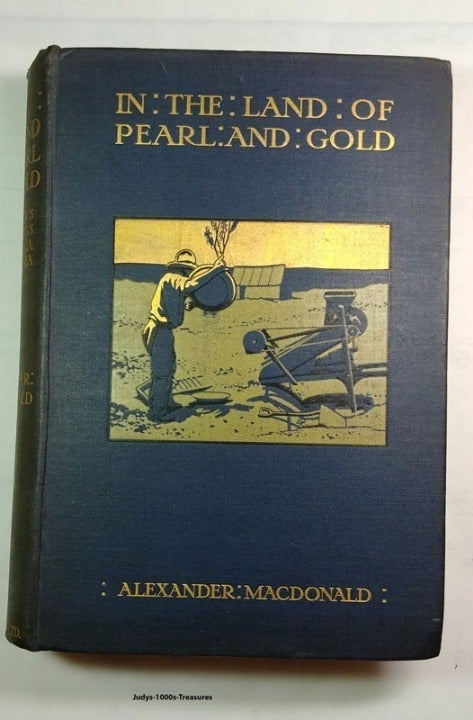 IN : THE : LAND : OF
PEARL : AND : GOLD
: ALEXANDER : MACDONALD :
Judys-1000s-Treasures